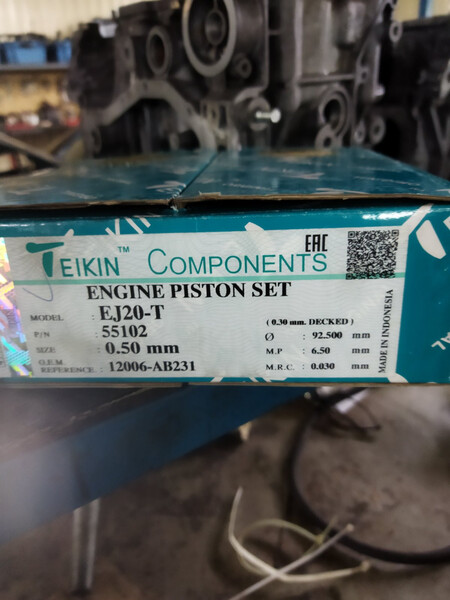 TEIKIN™ COMPONENTS EAC
ENGINE PISTON SET
MODEL : EJ20-T ( 0.30 mm. DECKED )
P/N : 55102 Ø : 92.500 mm
SIZE : 0.50 mm M.P : 6.50 mm
O.E.M. REFERENCE : 12006-AB231 M.R.C. : 0.030 mm
MADE IN INDONESIA